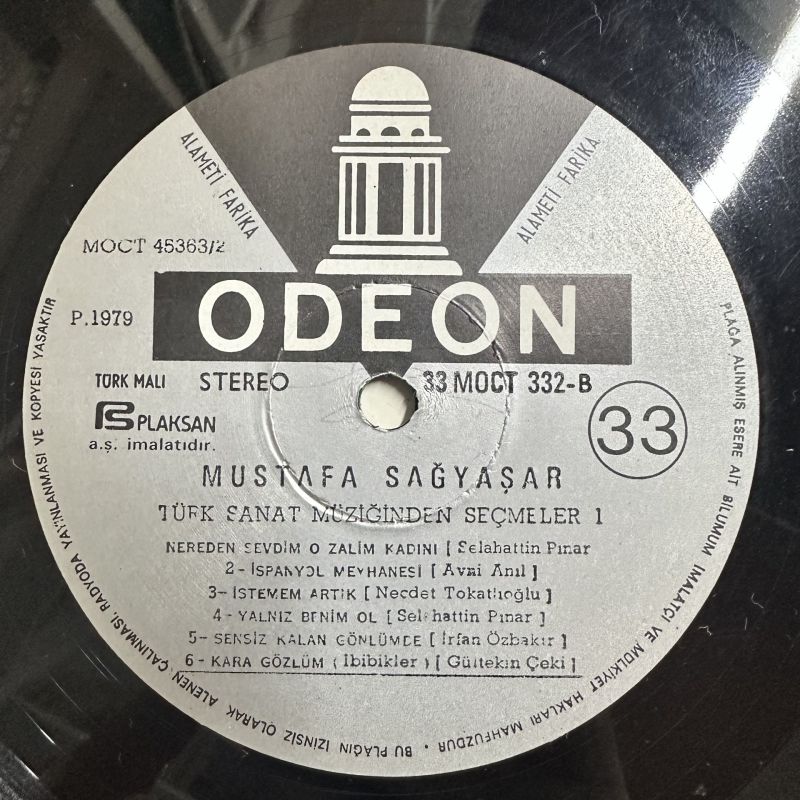 ALAMETİ FARİKA
ALAMETİ FARİKA
MOCT 45363/2
ODEON
P.1979
TÜRK MALI STEREO 33 MOCT 332-B
PLAKSAN
a.ş. imalatıdır.
33
MUSTAFA SAĞYAŞAR
TÜRK SANAT MÜZİĞİNDEN SEÇMELER 1
NEREDEN SEVDİM O ZALİM KADINI [ Selahattin Pınar
2- İSPANYOL MEYHANESİ [ Avni Anıl ]
3- İSTEMEM ARTIK [ Necdet Tokatlıoğlu ]
4- YALNIZ BENİM OL [ Selahattin Pınar ]
5- SENSİZ KALAN GÖNLÜMDE [ İrfan Özbakır ]
6- KARA GÖZLÜM ( İbibikler ) [ Gültekin Çeki ]
PLAĞA ALINMIŞ ESERE AİT BİLUMUM İMALATÇI VE MÜLKİYET HAKLARI MAHFUZDUR • BU PLAĞIN İZİNSİZ OLARAK ALENEN ÇALINMASI, RADYODA YAYINLANMASI VE KOPYESİ YASAKTIR